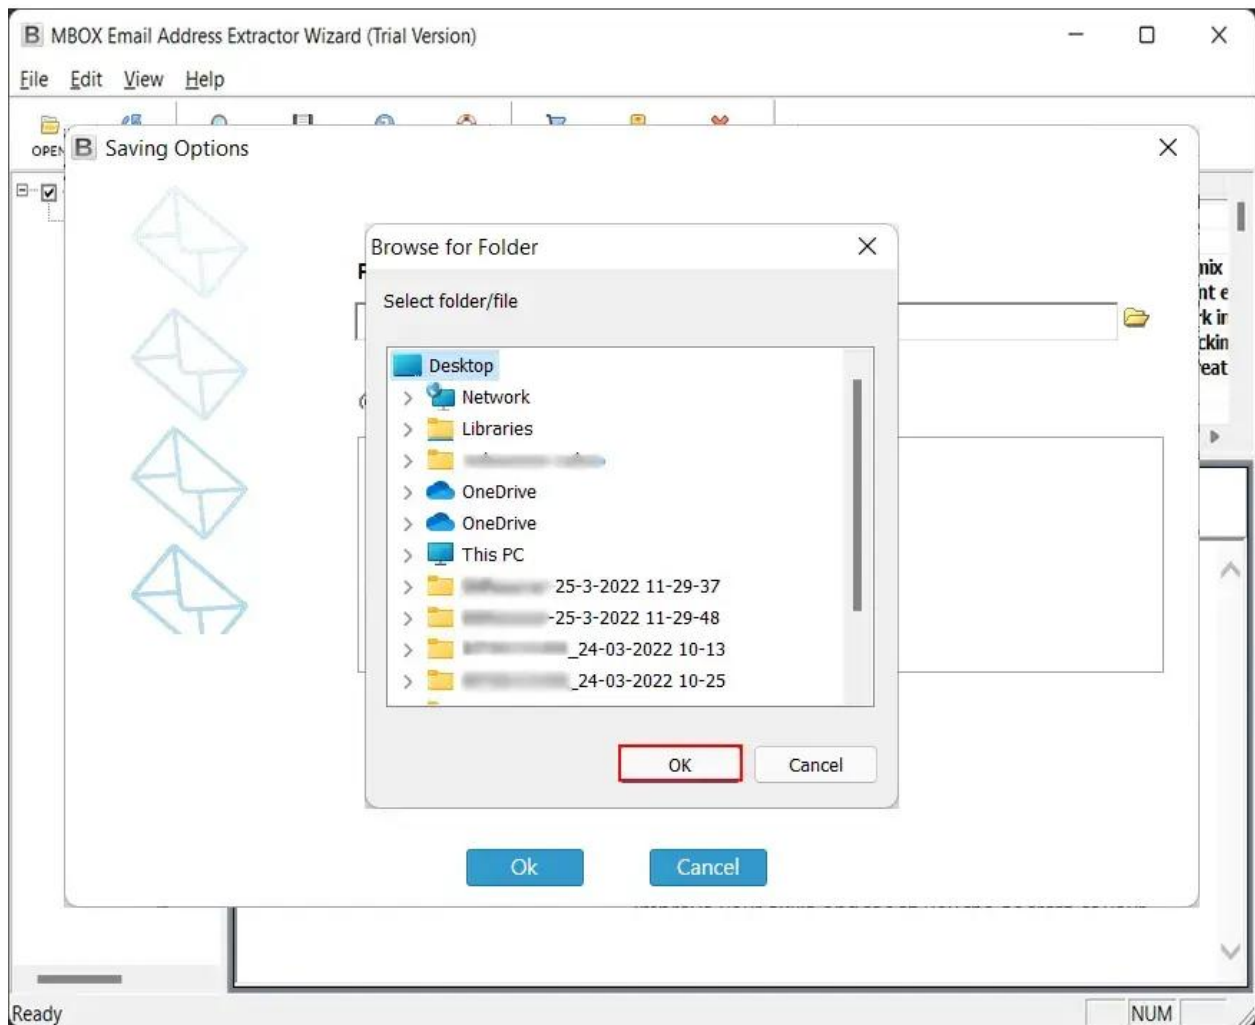 B MBOX Email Address Extractor Wizard (Trial Version)
File Edit View Help
OPEN
B Saving Options
Browse for Folder
Select folder/file
Desktop
Network
Libraries
OneDrive
OneDrive
This PC
-25-3-2022 11-29-37
-25-3-2022 11-29-48
_24-03-2022 10-13
_24-03-2022 10-25
OK Cancel
Ok Cancel
Ready NUM